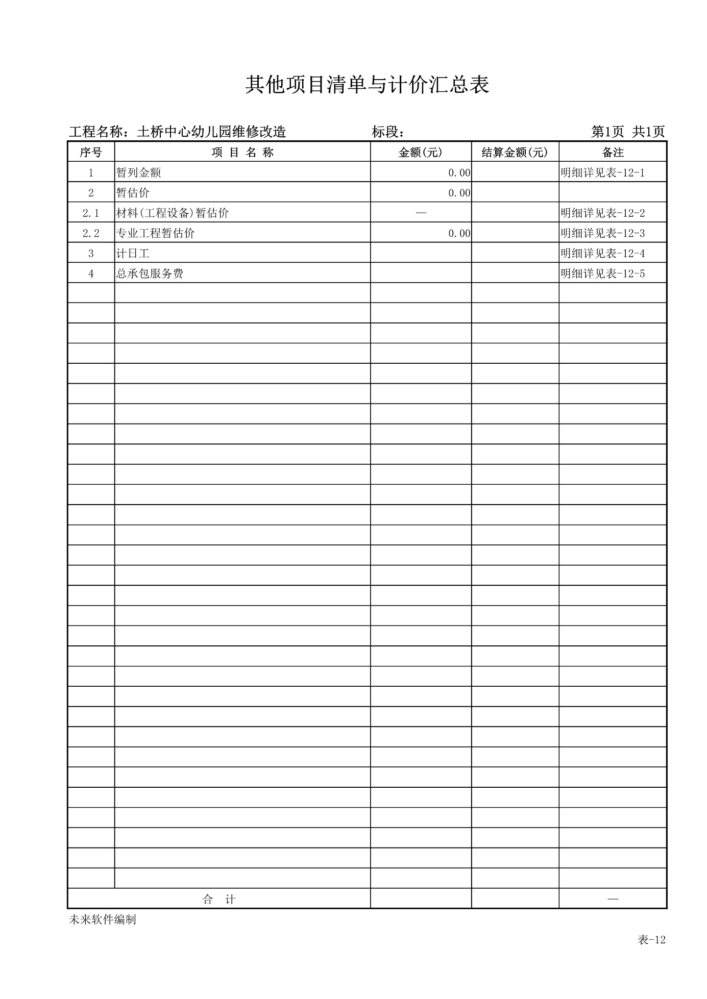 其他项目清单与计价汇总表
工程名称：土桥中心幼儿园维修改造 标段： 第1页 共1页
序号 项 目 名 称 金额(元) 结算金额(元) 备注
1 暂列金额 0.00 明细详见表-12-1
2 暂估价 0.00
2.1 材料(工程设备)暂估价 — 明细详见表-12-2
2.2 专业工程暂估价 0.00 明细详见表-12-3
3 计日工 明细详见表-12-4
4 总承包服务费 明细详见表-12-5
合 计 —
未来软件编制
表-12